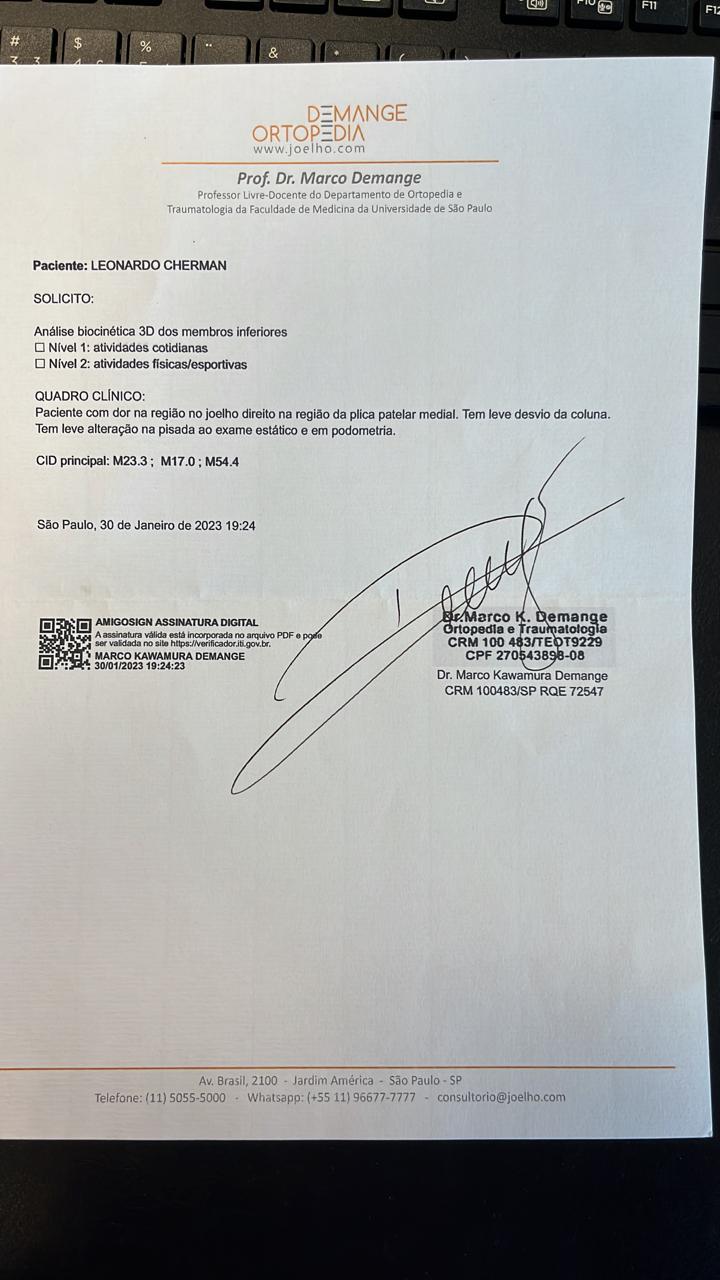 #
$
%
¨
&
*
(
F10
F11
F12
3 3
4
DEMANGE
ORTOPEDIA
www.joelho.com
Prof. Dr. Marco Demange
Professor Livre-Docente do Departamento de Ortopedia e
Traumatologia da Faculdade de Medicina da Universidade de São Paulo
Paciente: LEONARDO CHERMAN
SOLICITO:
Análise biocinética 3D dos membros inferiores
☐ Nível 1: atividades cotidianas
☐ Nível 2: atividades físicas/esportivas
QUADRO CLÍNICO:
Paciente com dor na região no joelho direito na região da plica patelar medial. Tem leve desvio da coluna.
Tem leve alteração na pisada ao exame estático e em podometria.
CID principal: M23.3 ; M17.0 ; M54.4
São Paulo, 30 de Janeiro de 2023 19:24
AMIGOSIGN ASSINATURA DIGITAL
A assinatura válida está incorporada no arquivo PDF e pode
ser validada no site https://verificador.iti.gov.br.
MARCO KAWAMURA DEMANGE
30/01/2023 19:24:23
Dr.Marco K. Demange
Ortopedia e Traumatologia
CRM 100 483/TEOT9229
CPF 270543898-08
Dr. Marco Kawamura Demange
CRM 100483/SP RQE 72547
Av. Brasil, 2100 - Jardim América - São Paulo - SP
Telefone: (11) 5055-5000 - Whatsapp: (+55 11) 96677-7777 - consultorio@joelho.com